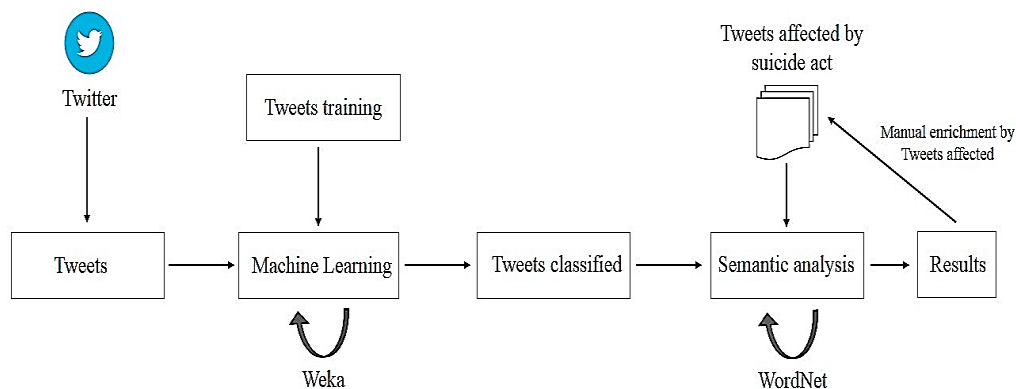 Twitter
Tweets training
Tweets affected by
suicide act
Manual enrichment by
Tweets affected
Tweets
Machine Learning
Tweets classified
Semantic analysis
Results
Weka
WordNet